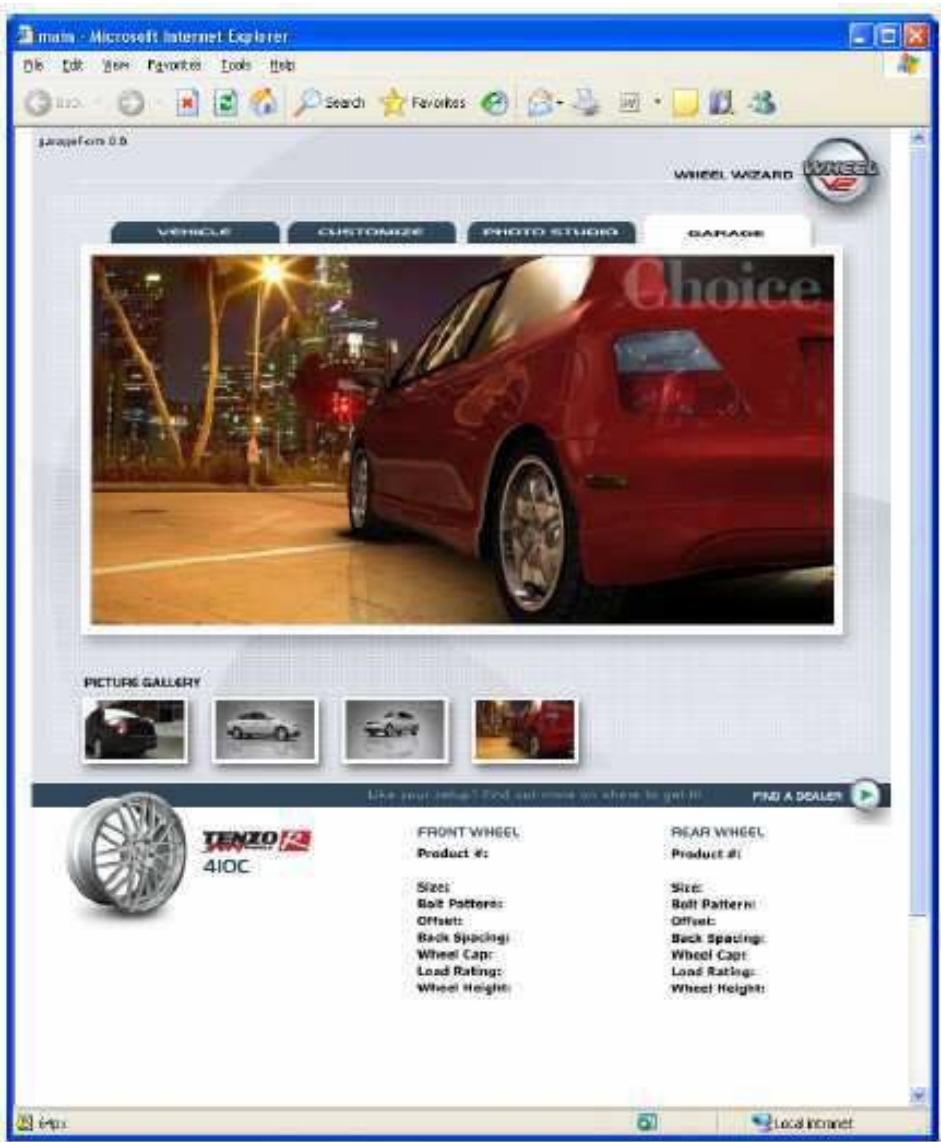 main - Microsoft Internet Explorer
File Edit View Favorites Tools Help
Back Search Favorites
garageForm 0.6
WHEEL WIZARD WHEEL V2
VEHICLE CUSTOMIZE PHOTO STUDIO GARAGE
Choice
PICTURE GALLERY
Like your setup? Find out more on where to get it! FIND A DEALER
TENZO R
410C
FRONT WHEEL
Product #:
Size:
Bolt Pattern:
Offset:
Back Spacing:
Wheel Cap:
Load Rating:
Wheel Height:
REAR WHEEL
Product #:
Size:
Bolt Pattern:
Offset:
Back Spacing:
Wheel Cap:
Load Rating:
Wheel Height:
Local intranet